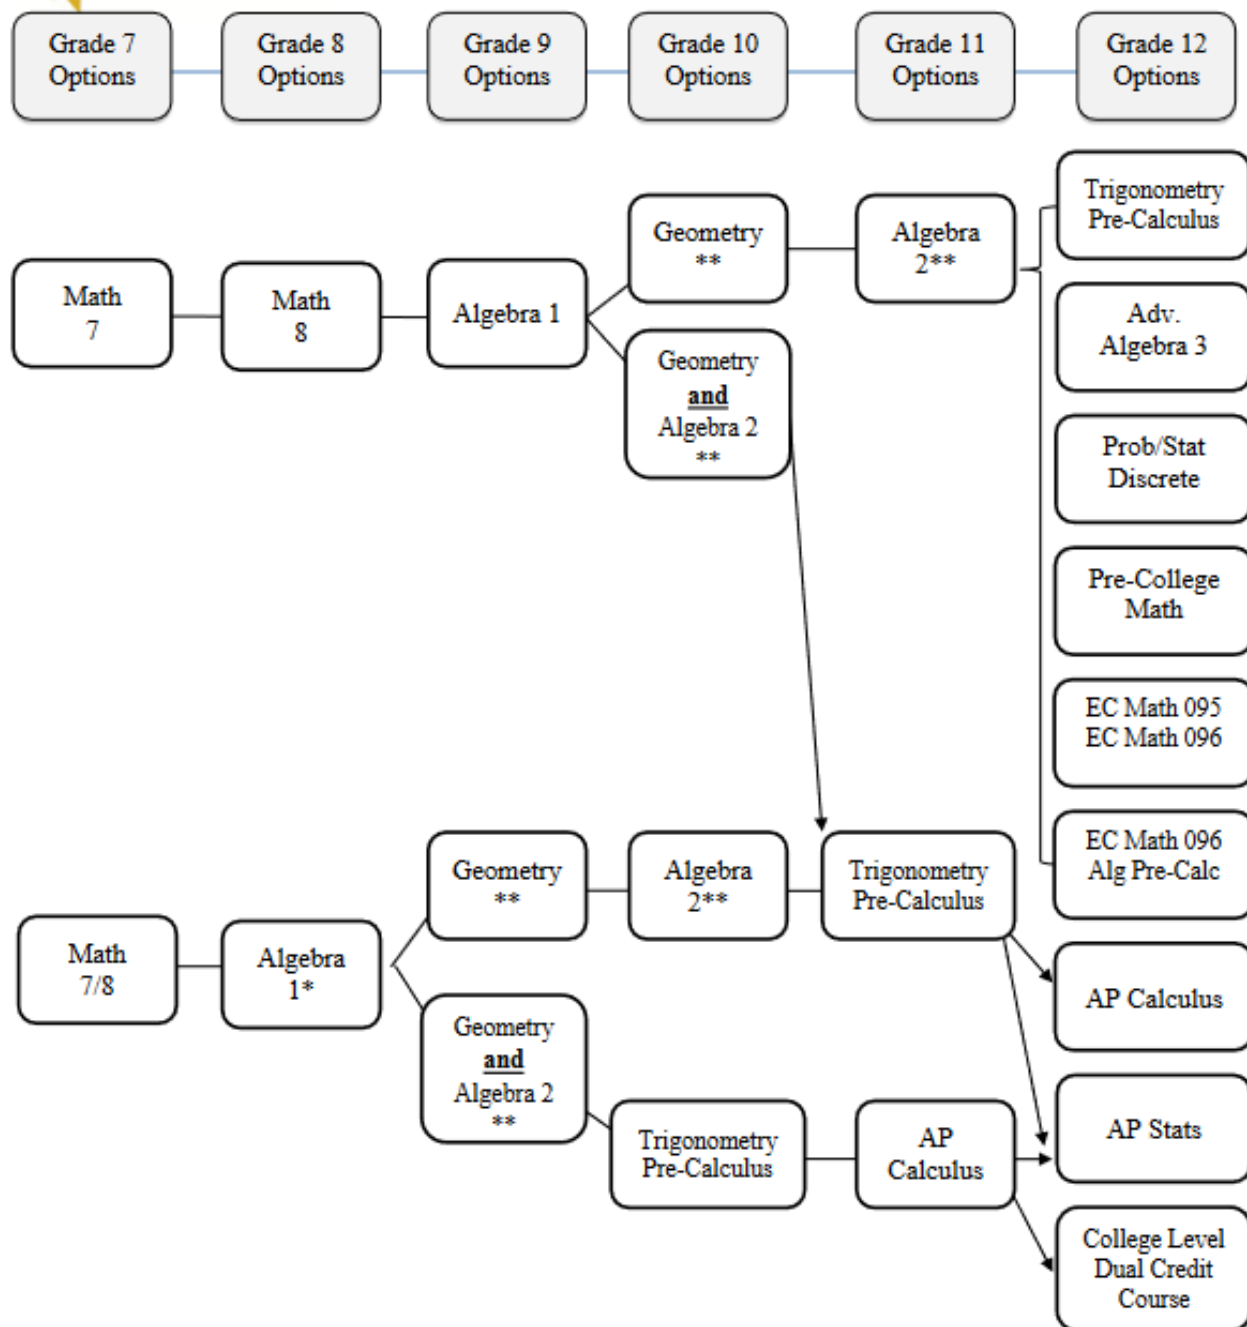 Grade 7
Options
Grade 8
Options
Grade 9
Options
Grade 10
Options
Grade 11
Options
Grade 12
Options
Math
7
Math
8
Algebra 1
Geometry
**
Geometry
and
Algebra 2
**
Algebra
2**
Trigonometry
Pre-Calculus
Adv.
Algebra 3
Prob/Stat
Discrete
Pre-College
Math
EC Math 095
EC Math 096
EC Math 096
Alg Pre-Calc
Math
7/8
Algebra
1*
Geometry
**
Algebra
2**
Trigonometry
Pre-Calculus
Geometry
and
Algebra 2
**
Trigonometry
Pre-Calculus
AP
Calculus
AP Calculus
AP Stats
College Level
Dual Credit
Course